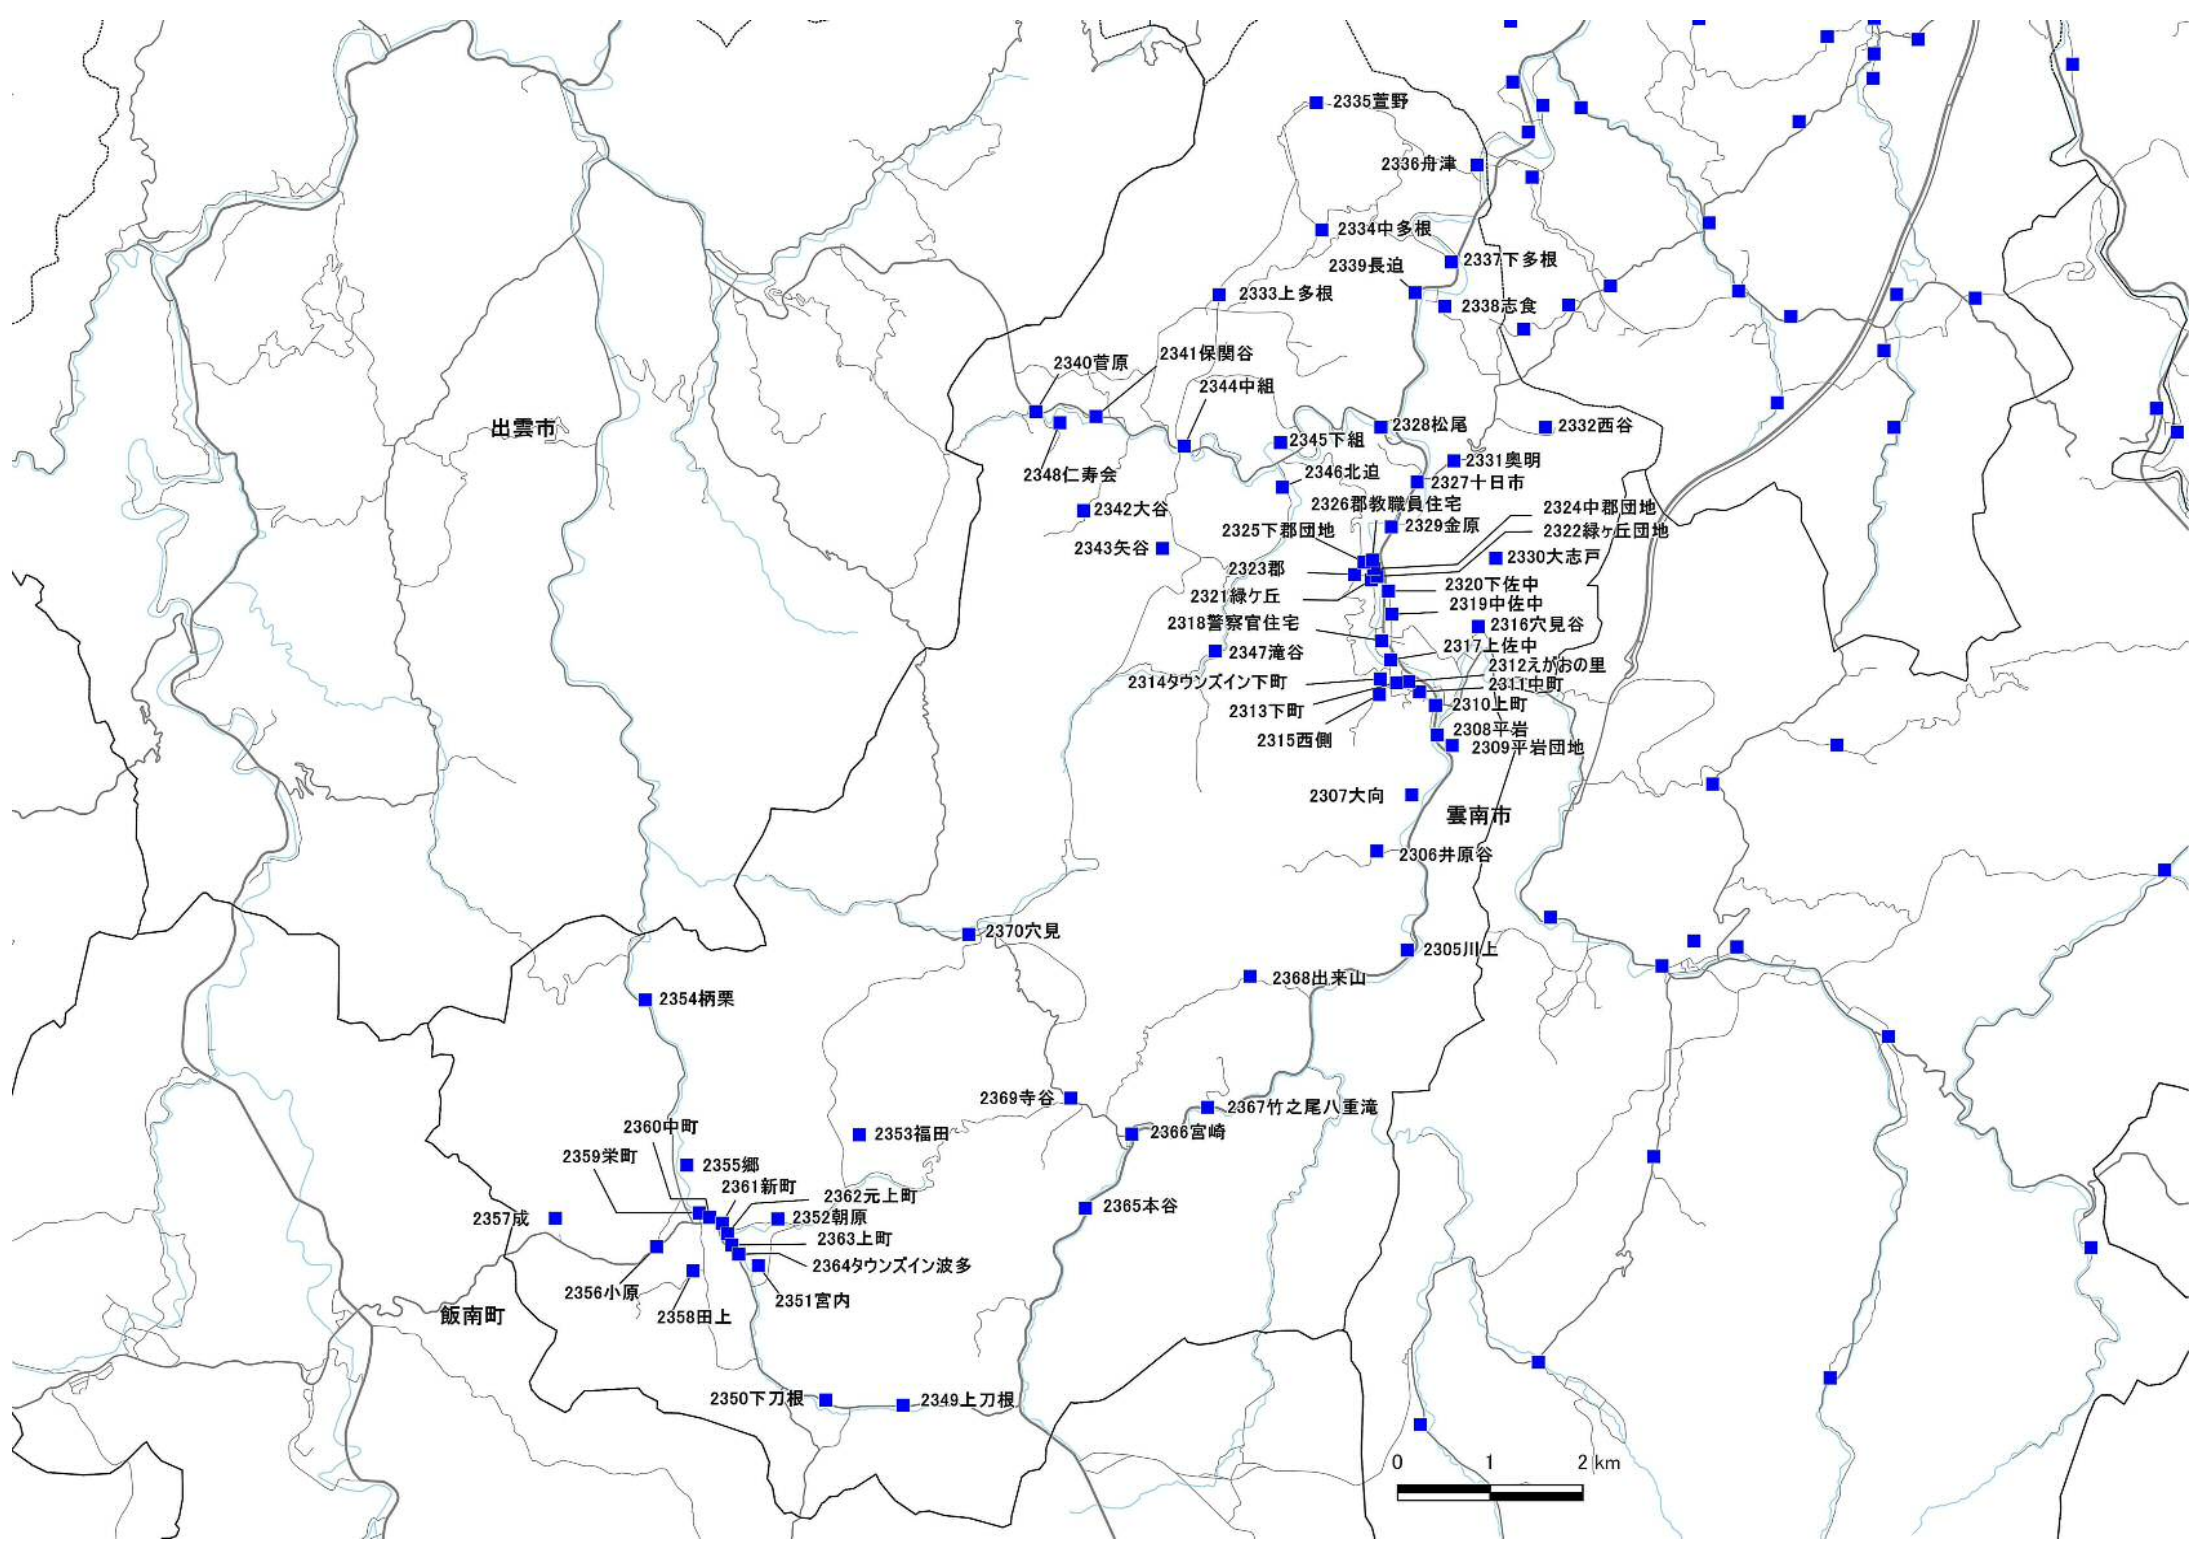 2335萱野
2336舟津
2334中多根
2337下多根
2339長迫
2333上多根
2338志食
2341保関谷
2340菅原
2344中組
出雲市
2328松尾
2332西谷
2345下組
2331奥明
2348仁寿会
2346北迫
2327十日市
2326郡教職員住宅
2324中郡団地
2342大谷
2329金原
2325下郡団地
2322緑ヶ丘団地
2343矢谷
2330大志戸
2323郡
2320下佐中
2321緑ケ丘
2319中佐中
2318警察官住宅
2316穴見谷
2317上佐中
2347滝谷
2312えがおの里
2314タウンズイン下町
2311中町
2310上町
2313下町
2308平岩
2315西側
2309平岩団地
2307大向
雲南市
2306井原谷
2370穴見
2305川上
2368出来山
2354柄栗
2369寺谷
2367竹之尾八重滝
2360中町
2353福田
2366宮崎
2359栄町
2355郷
2361新町
2362元上町
2365本谷
2357成
2352朝原
2363上町
2364タウンズイン波多
2356小原
2351宮内
飯南町
2358田上
2350下刀根
2349上刀根
0 1 2 km